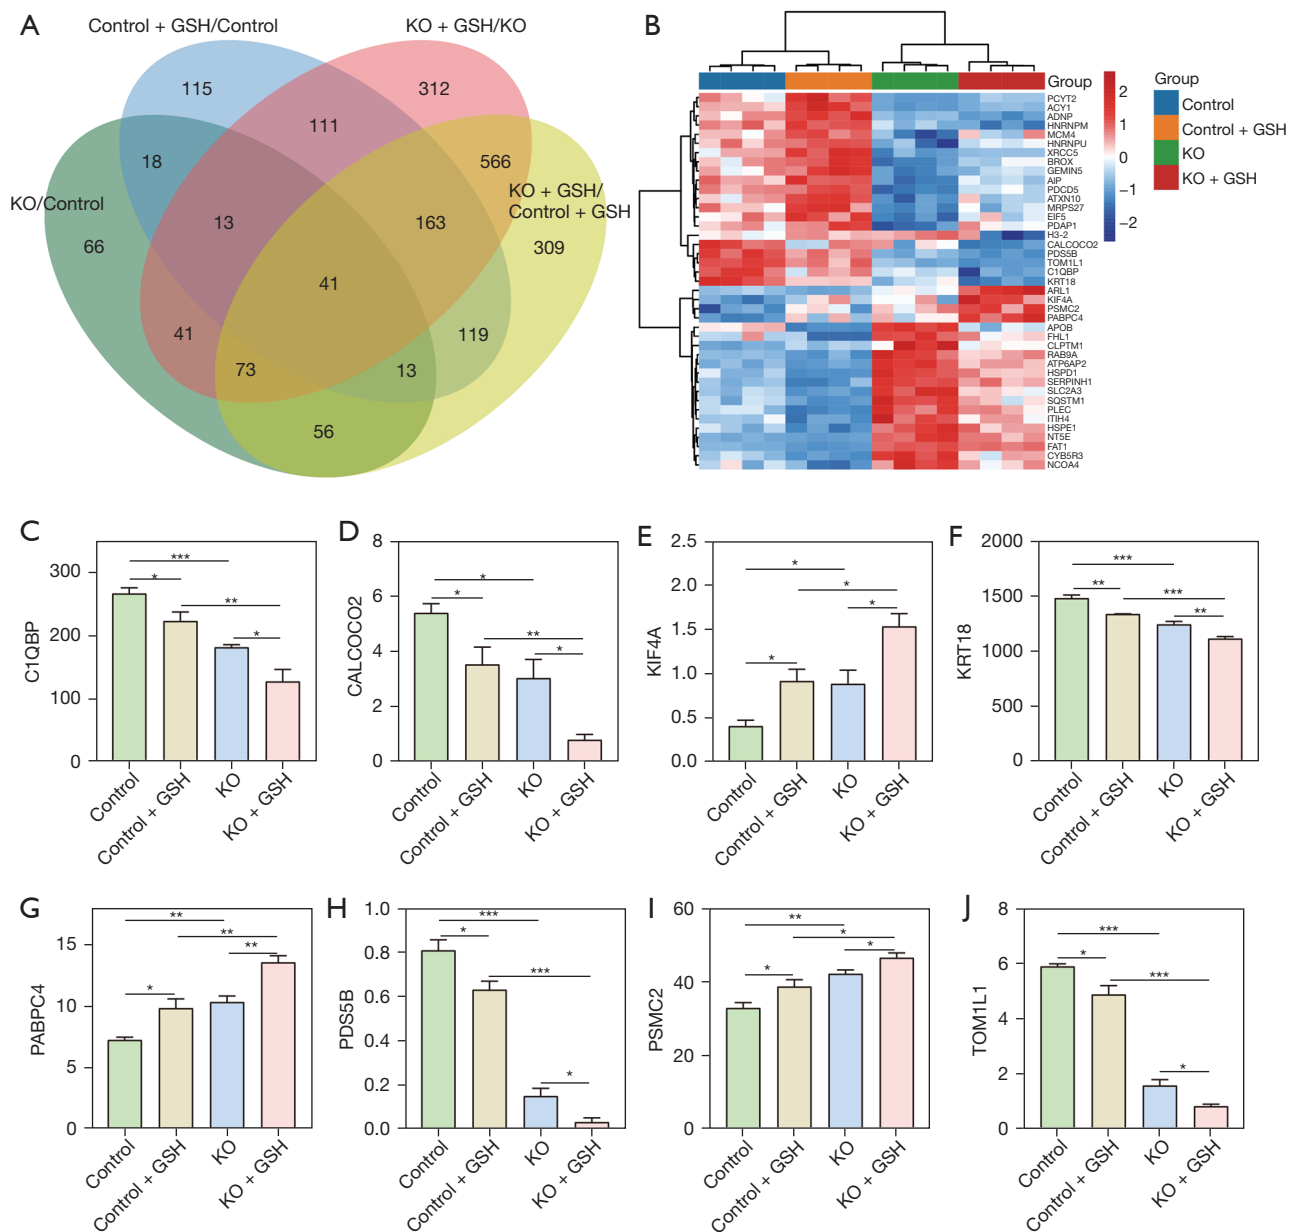 A
Control + GSH/Control
KO + GSH/KO
115
312
111
18
566
KO/Control
KO + GSH/
Control + GSH
13
163
66
309
41
41
119
73
13
56
B
Group
PCYT2
ACY1
ADNP
HNRNPM
MCM4
HNRNPU
XRCC5
BROX
GEMIN5
AIP
PDCD5
ATXN10
MRPS27
EIF5
PDAP1
H3-2
CALCOCO2
PDS5B
TOM1L1
C1QBP
KRT18
ARL1
KIF4A
PSMC2
PABPC4
APOB
FHL1
CLPTM1
RAB9A
ATP6AP2
HSPD1
SERPINH1
SLC2A3
SQSTM1
PLEC
ITIH4
HSPE1
NT5E
FAT1
CYB5R3
NCOA4
2
1
0
−1
−2
Group
Control
Control + GSH
KO
KO + GSH
C
C1QBP
300
200
100
0
***
*
**
*
Control
Control + GSH
KO
KO + GSH
D
CALCOCO2
8
6
4
2
0
*
*
**
*
Control
Control + GSH
KO
KO + GSH
E
KIF4A
2.5
2.0
1.5
1.0
0.5
0.0
*
*
*
*
Control
Control + GSH
KO
KO + GSH
F
KRT18
2000
1500
1000
500
0
***
**
***
**
Control
Control + GSH
KO
KO + GSH
G
PABPC4
15
10
5
0
**
**
**
*
Control
Control + GSH
KO
KO + GSH
H
PDS5B
1.0
0.8
0.6
0.4
0.2
0.0
***
*
***
*
Control
Control + GSH
KO
KO + GSH
I
PSMC2
60
40
20
0
**
*
*
*
Control
Control + GSH
KO
KO + GSH
J
TOM1L1
8
6
4
2
0
***
*
***
*
Control
Control + GSH
KO
KO + GSH